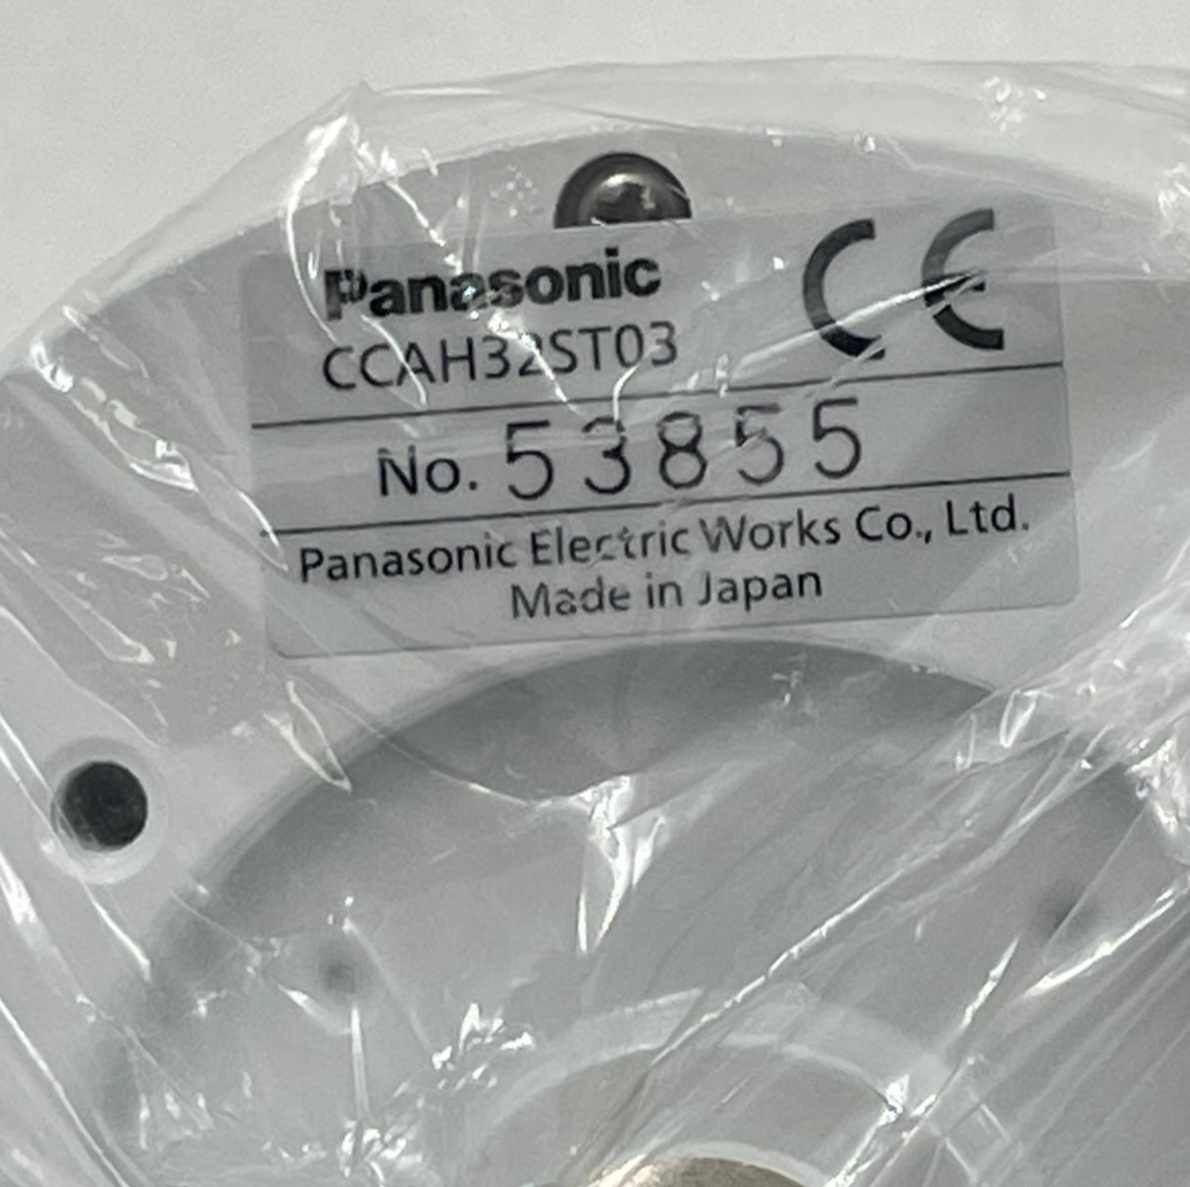 Panasonic
CE
CCAH32ST03
No. 53855
Panasonic Electric Works Co., Ltd.
Made in Japan